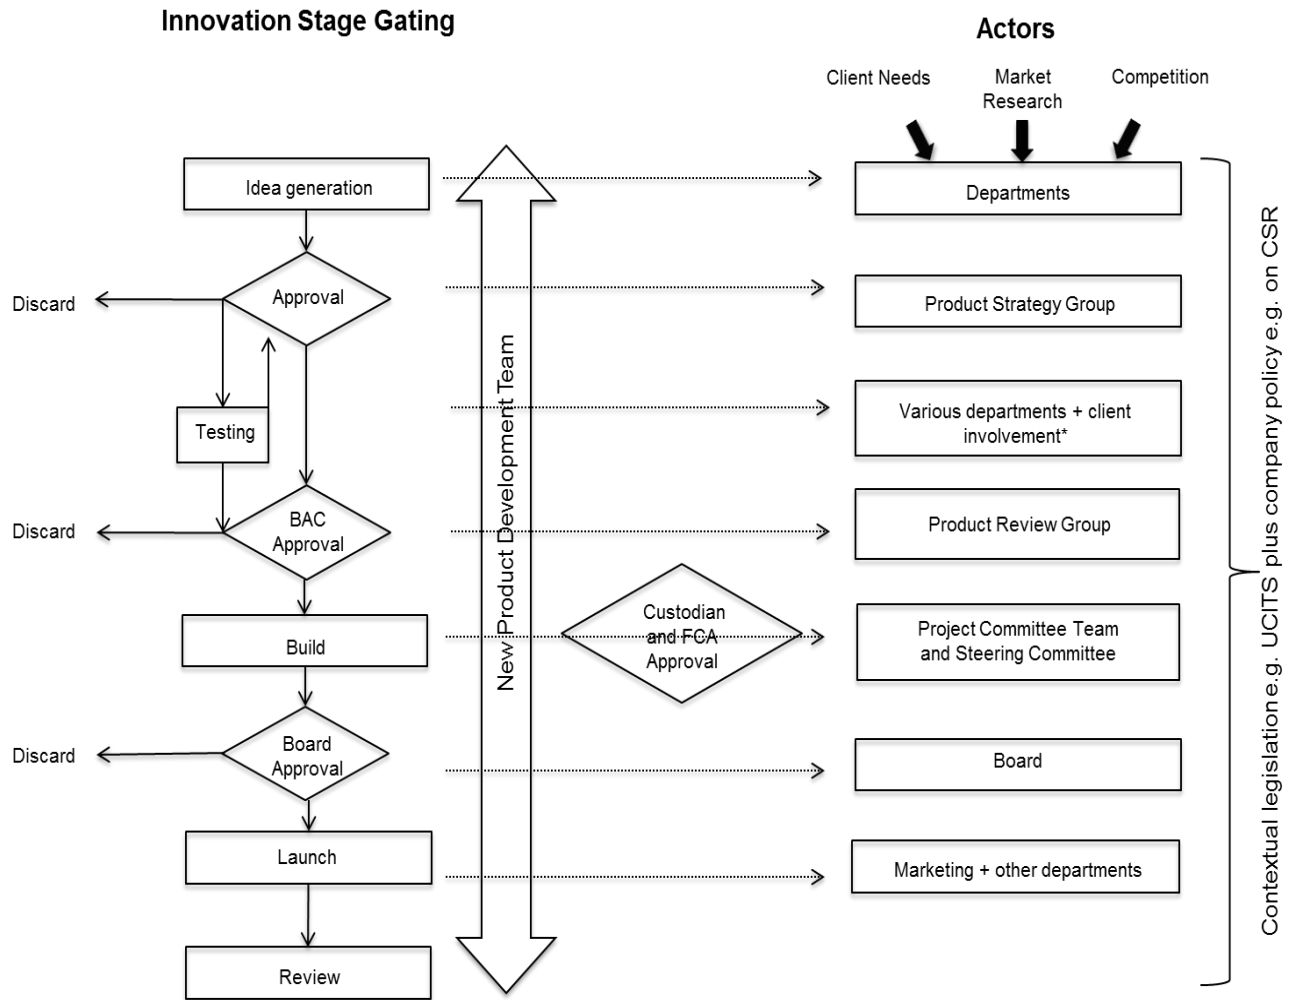 Innovation Stage Gating
Actors
Client Needs
Market
Research
Competition
Idea generation
Departments
Approval
Discard
Product Strategy Group
Testing
Various departments + client
involvement*
BAC
Approval
Discard
Product Review Group
New Product Development Team
Custodian
and FCA
Approval
Build
Project Committee Team
and Steering Committee
Board
Approval
Discard
Board
Launch
Marketing + other departments
Review
Contextual legislation e.g. UCITS plus company policy e.g. on CSR